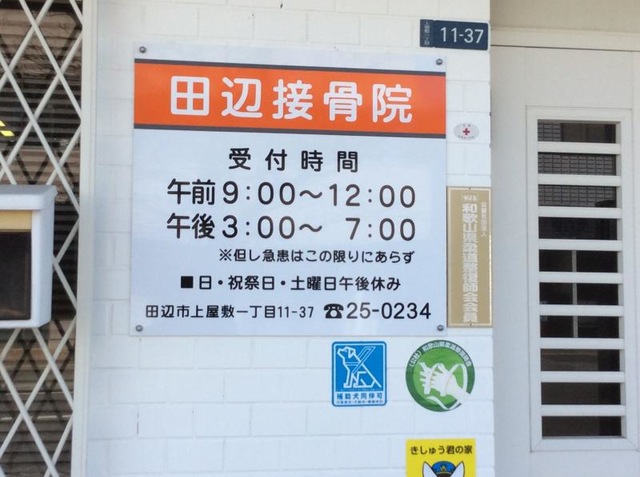 11-37
田辺接骨院
受付時間
午前9:00～12:00
午後3:00～ 7:00
※但し急患はこの限りにあらず
■日・祝祭日・土曜日午後休み
田辺市上屋敷一丁目11-37 ☎25-0234
和歌山県柔道整復師会会員
補助犬同伴可
きしゅう君の家